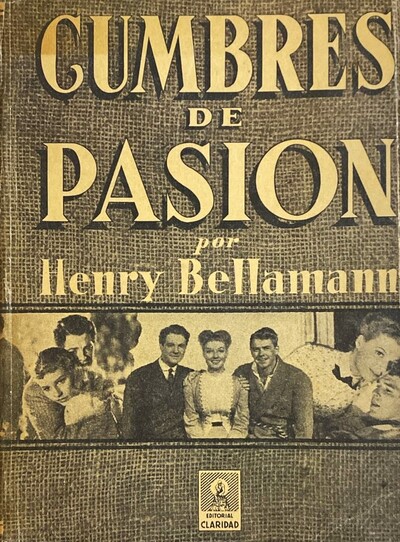 CUMBRES
DE
PASION
por
Henry Bellamann
EDITORIAL
CLARIDAD